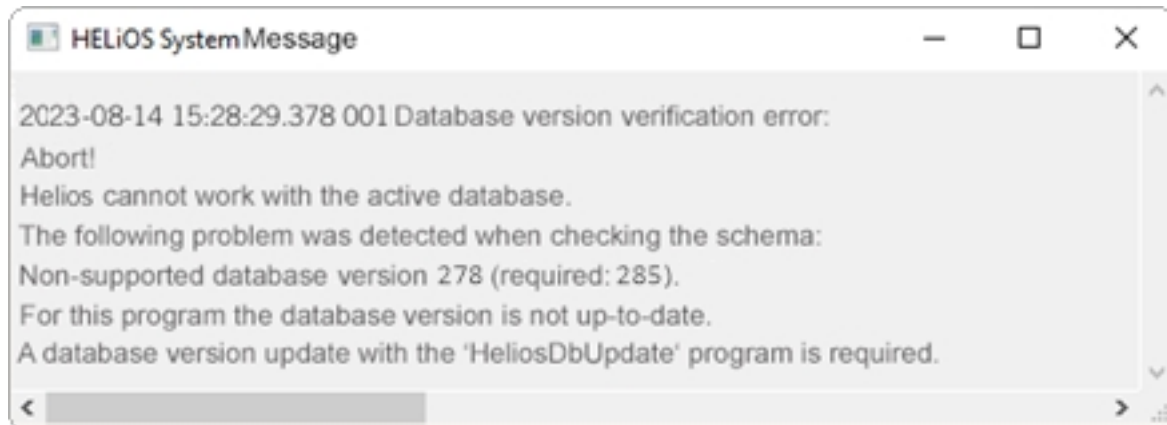 HELiOS System Message
2023-08-14 15:28:29.378 001 Database version verification error:
Abort!
Helios cannot work with the active database.
The following problem was detected when checking the schema:
Non-supported database version 278 (required: 285).
For this program the database version is not up-to-date.
A database version update with the ‘HeliosDbUpdate‘ program is required.